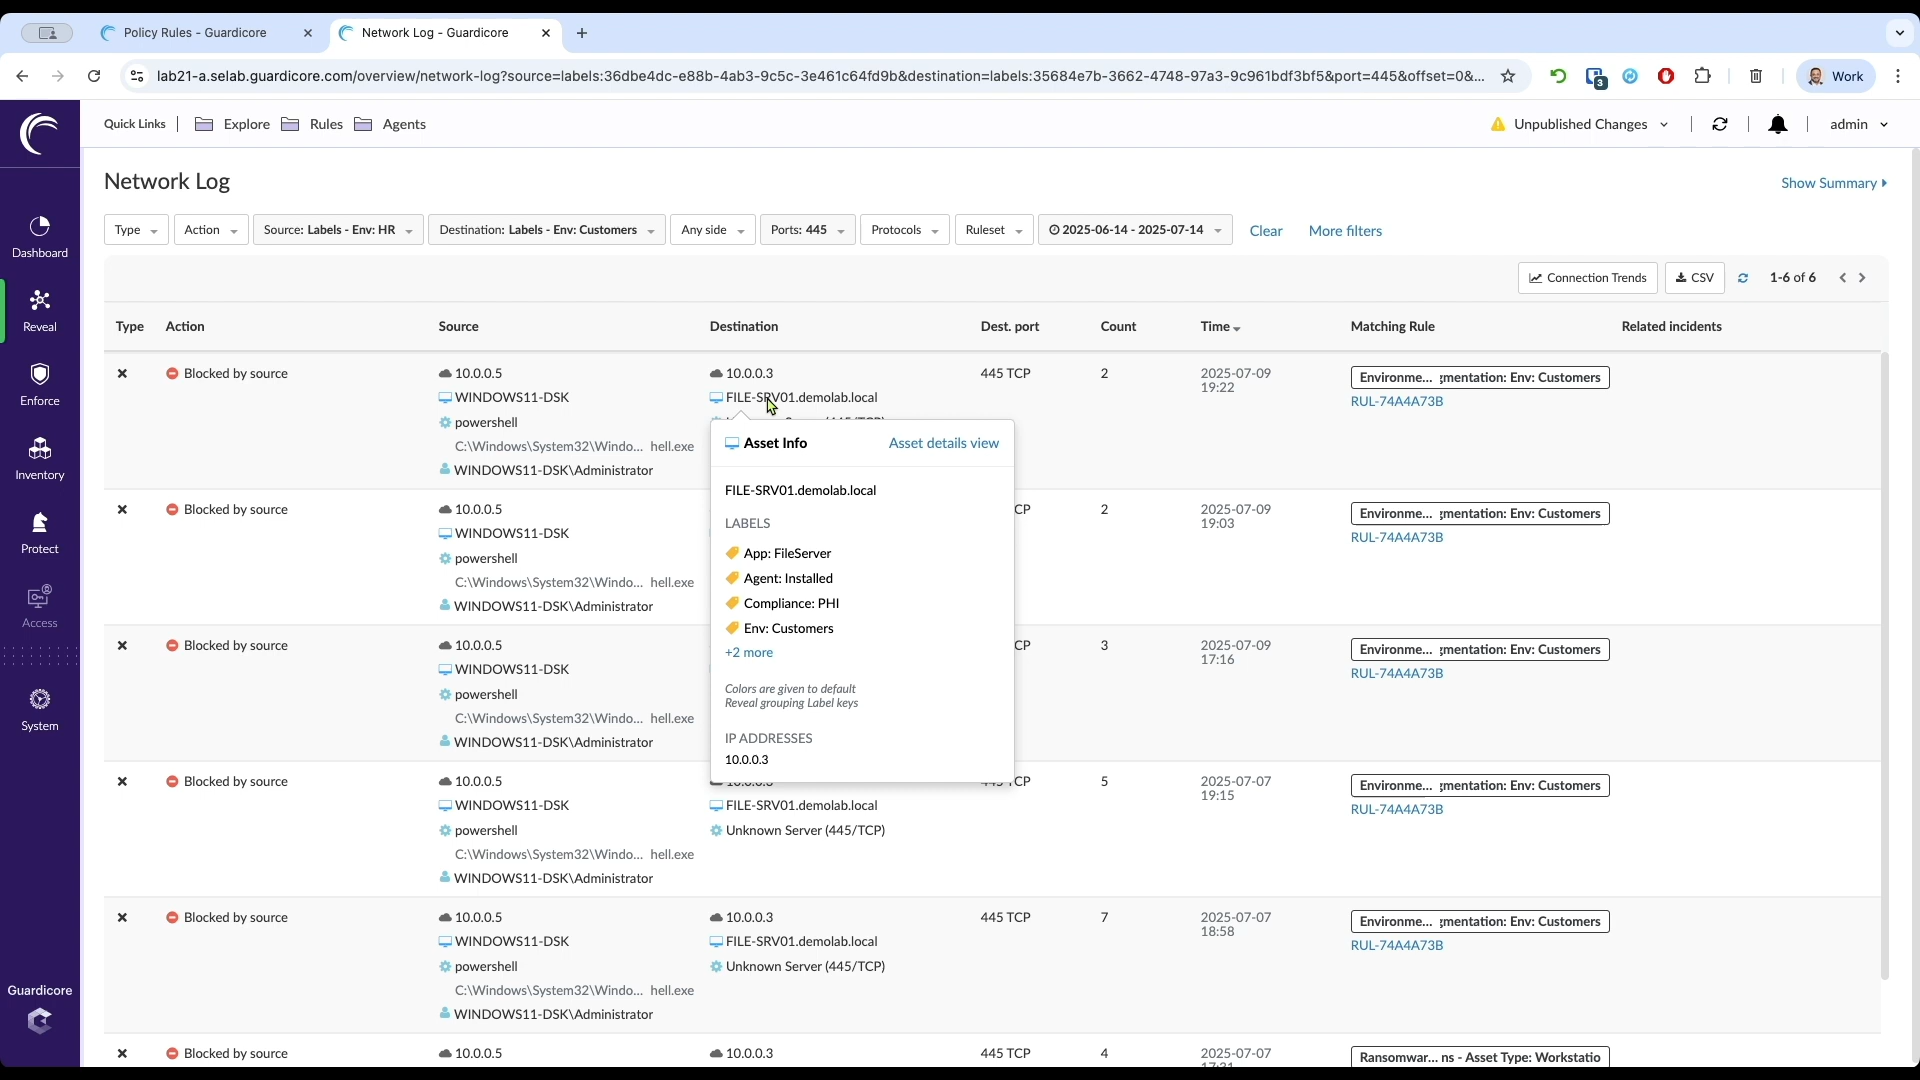 Policy Rules - Guardicore
Network Log - Guardicore
lab21-a.selab.guardicore.com/overview/network-log?source=labels:36dbe4dc-e88b-4ab3-9c5c-3e461c64fd9b&destination=labels:35684e7b-3662-4748-97a3-9c961bdf3bf5&port=445&offset=0&...
3
Work
Quick Links
Explore
Rules
Agents
Unpublished Changes
admin
Dashboard
Reveal
Enforce
Inventory
Protect
Access
System
Guardicore
Network Log
Show Summary
Type
Action
Source: Labels - Env: HR
Destination: Labels - Env: Customers
Any side
Ports: 445
Protocols
Ruleset
2025-06-14 - 2025-07-14
Clear
More filters
Connection Trends
CSV
1-6 of 6
Type Action Source Destination Dest. port Count Time Matching Rule Related incidents
Blocked by source 10.0.0.5 10.0.0.3 445 TCP 2 2025-07-09 Environme... gmentation: Env: Customers
19:22
WINDOWS11-DSK FILE-SRV01.demolab.local RUL-74A4A73B
powershell
C:\Windows\System32\Windo... hell.exe
WINDOWS11-DSK\Administrator
Asset Info
Asset details view
FILE-SRV01.demolab.local
LABELS
App: FileServer
Agent: Installed
Compliance: PHI
Env: Customers
+2 more
Colors are given to default
Reveal grouping Label keys
IP ADDRESSES
10.0.0.3
Blocked by source 10.0.0.5 CP 2 2025-07-09 Environme... gmentation: Env: Customers
19:03
WINDOWS11-DSK RUL-74A4A73B
powershell
C:\Windows\System32\Windo... hell.exe
WINDOWS11-DSK\Administrator
Blocked by source 10.0.0.5 CP 3 2025-07-09 Environme... gmentation: Env: Customers
17:16
WINDOWS11-DSK RUL-74A4A73B
powershell
C:\Windows\System32\Windo... hell.exe
WINDOWS11-DSK\Administrator
Blocked by source 10.0.0.5 10.0.0.3 445 TCP 5 2025-07-07 Environme... gmentation: Env: Customers
19:15
WINDOWS11-DSK FILE-SRV01.demolab.local RUL-74A4A73B
powershell Unknown Server (445/TCP)
C:\Windows\System32\Windo... hell.exe
WINDOWS11-DSK\Administrator
Blocked by source 10.0.0.5 10.0.0.3 445 TCP 7 2025-07-07 Environme... gmentation: Env: Customers
18:58
WINDOWS11-DSK FILE-SRV01.demolab.local RUL-74A4A73B
powershell Unknown Server (445/TCP)
C:\Windows\System32\Windo... hell.exe
WINDOWS11-DSK\Administrator
Blocked by source 10.0.0.5 10.0.0.3 445 TCP 4 2025-07-07 Ransomwar... ns - Asset Type: Workstatio